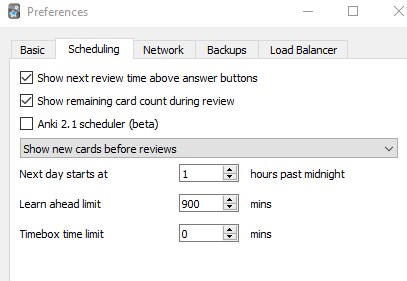 Preferences
Basic Scheduling Network Backups Load Balancer
Show next review time above answer buttons
Show remaining card count during review
Anki 2.1 scheduler (beta)
Show new cards before reviews
Next day starts at 1 hours past midnight
Learn ahead limit 900 mins
Timebox time limit 0 mins